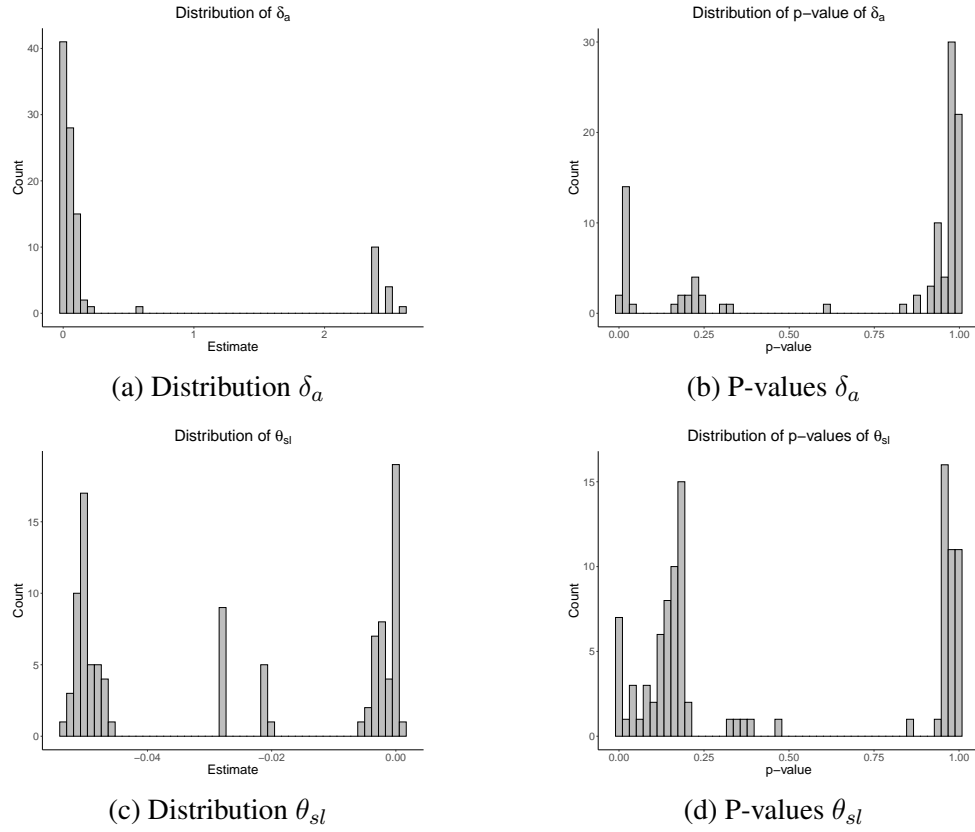 Distribution of δa
Count
40
30
20
10
0
0 1 2
Estimate
(a) Distribution δa
Distribution of p−value of δa
Count
30
20
10
0
0.00 0.25 0.50 0.75 1.00
p−value
(b) P-values δa
Distribution of θsl
Count
15
10
5
0
−0.04 −0.02 0.00
Estimate
(c) Distribution θsl
Distribution of p−values of θsl
Count
15
10
5
0
0.00 0.25 0.50 0.75 1.00
p−value
(d) P-values θsl